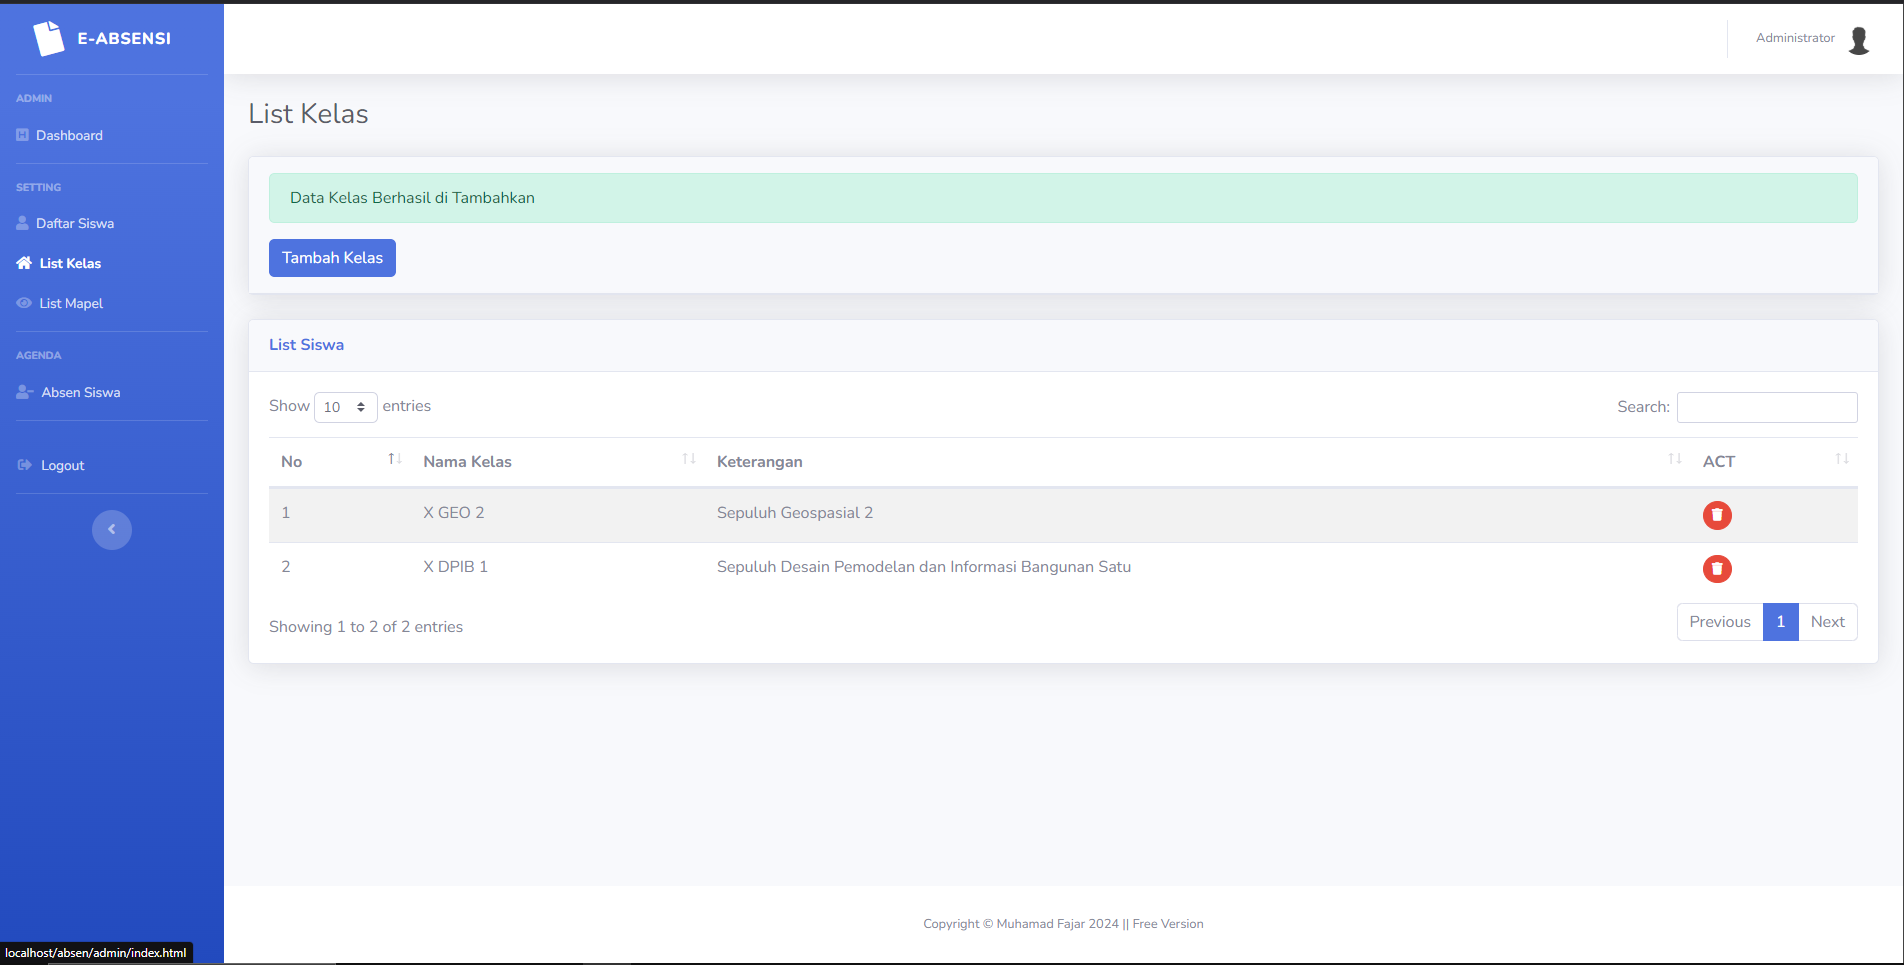 E-ABSENSI
Administrator
ADMIN
Dashboard
SETTING
Daftar Siswa
List Kelas
List Mapel
AGENDA
Absen Siswa
Logout
List Kelas
Data Kelas Berhasil di Tambahkan
Tambah Kelas
List Siswa
Show 10 entries
Search:
No Nama Kelas Keterangan ACT
1 X GEO 2 Sepuluh Geospasial 2
2 X DPIB 1 Sepuluh Desain Pemodelan dan Informasi Bangunan Satu
Showing 1 to 2 of 2 entries
Previous 1 Next
Copyright © Muhamad Fajar 2024 || Free Version
localhost/absen/admin/index.html